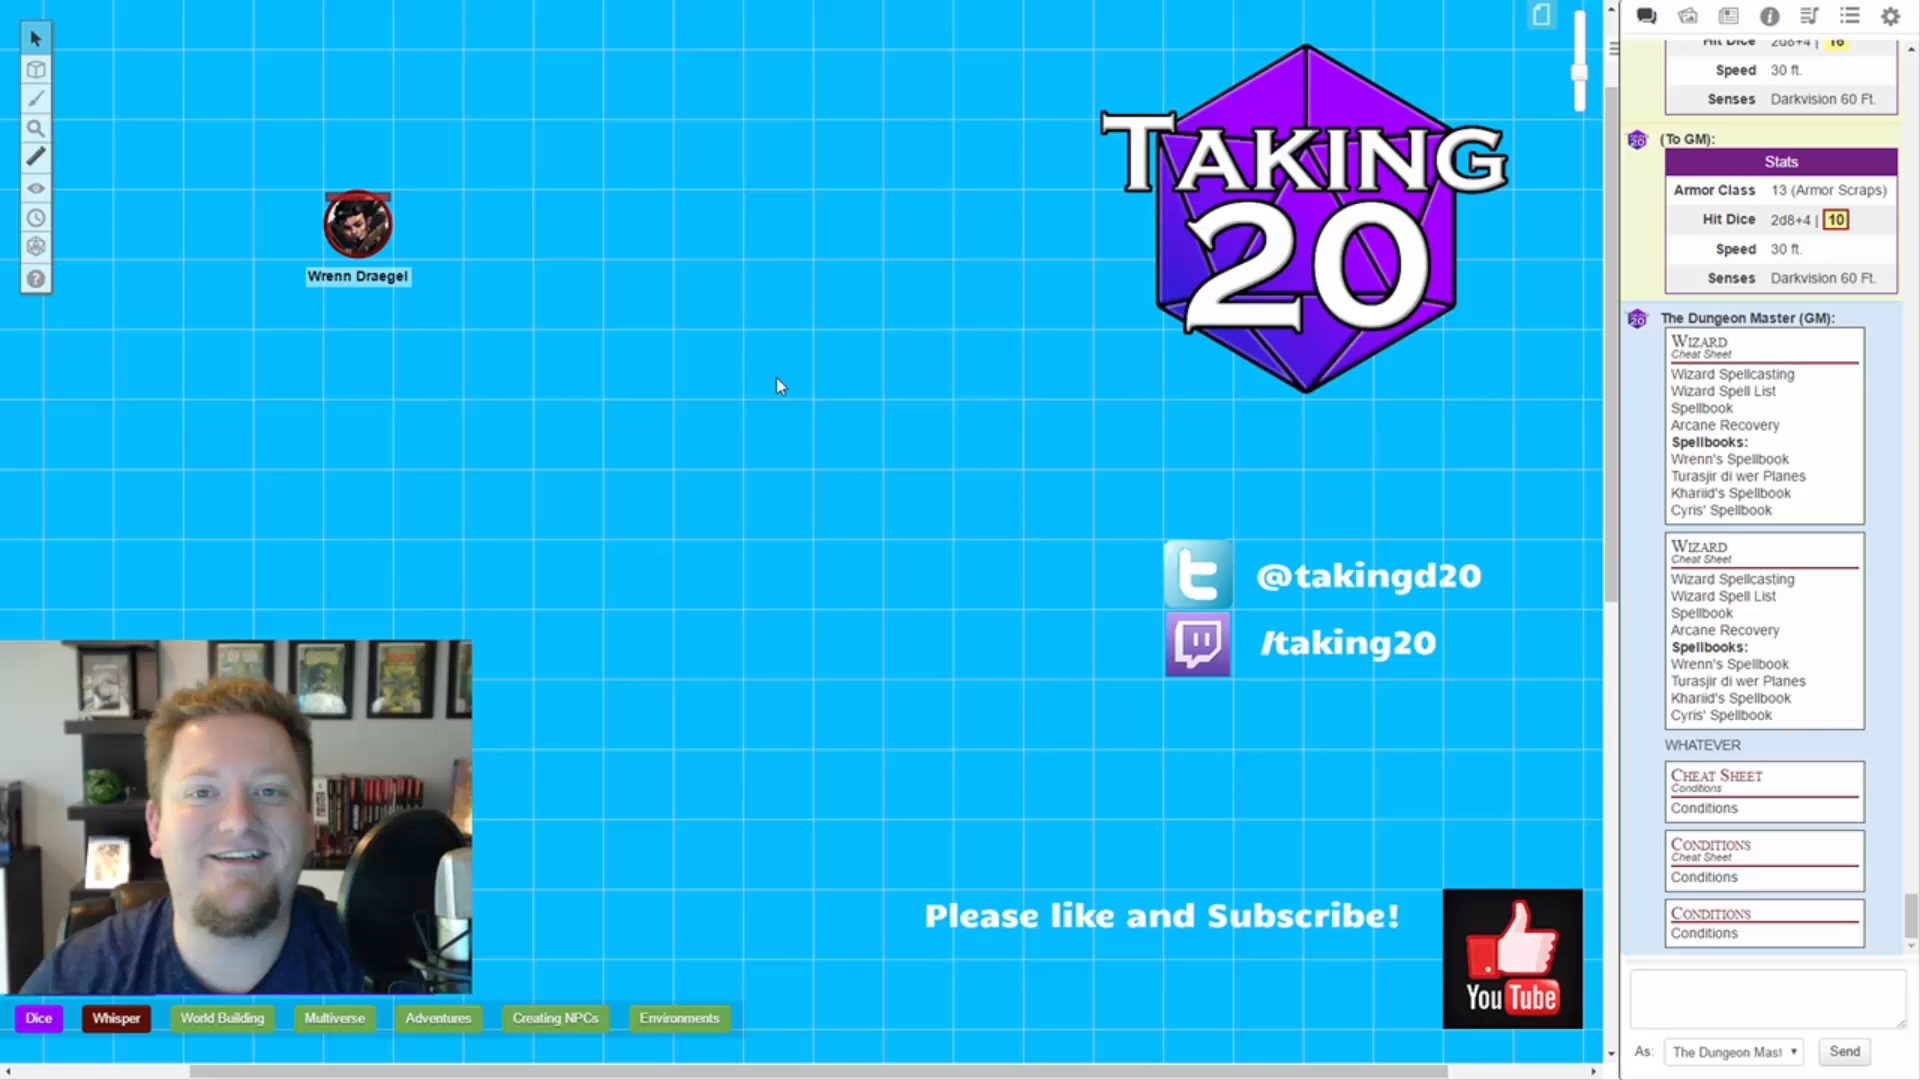 Wrenn Draegel
TAKING
20
@takingd20
/taking20
Please like and Subscribe!
You Tube
Dice
Whisper
World Building
Multiverse
Adventures
Creating NPCs
Environments
Hit Dice 2d8+4 | 16
Speed 30 ft.
Senses Darkvision 60 Ft.
(To GM):
Stats
Armor Class 13 (Armor Scraps)
Hit Dice 2d8+4 | 10
Speed 30 ft.
Senses Darkvision 60 Ft.
The Dungeon Master (GM):
WIZARD
Cheat Sheet
Wizard Spellcasting
Wizard Spell List
Spellbook
Arcane Recovery
Spellbooks:
Wrenn's Spellbook
Turasjir di wer Planes
Khariid's Spellbook
Cyris' Spellbook
WIZARD
Cheat Sheet
Wizard Spellcasting
Wizard Spell List
Spellbook
Arcane Recovery
Spellbooks:
Wrenn's Spellbook
Turasjir di wer Planes
Khariid's Spellbook
Cyris' Spellbook
WHATEVER
CHEAT SHEET
Conditions
Conditions
CONDITIONS
Cheat Sheet
Conditions
CONDITIONS
Conditions
As: The Dungeon Mast
Send